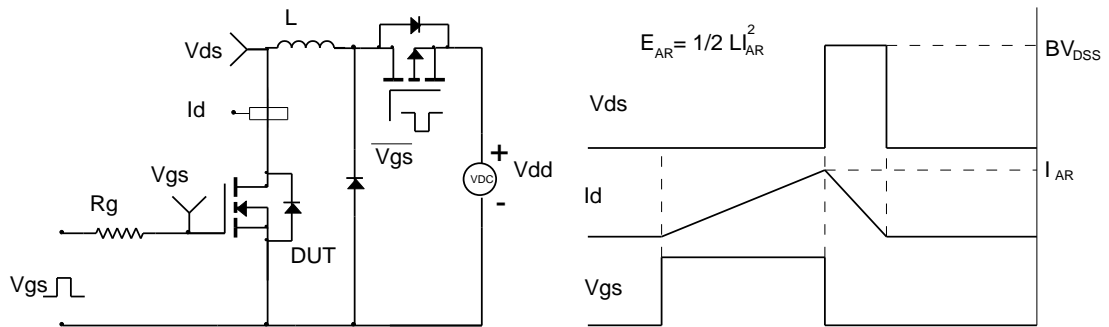 L
Vds
Id
Vgs
Vgs
Rg
DUT
Vgs
VDC
+
-
Vdd
E_AR= 1/2 LI_AR^2
Vds
BV_DSS
Id
I_AR
Vgs